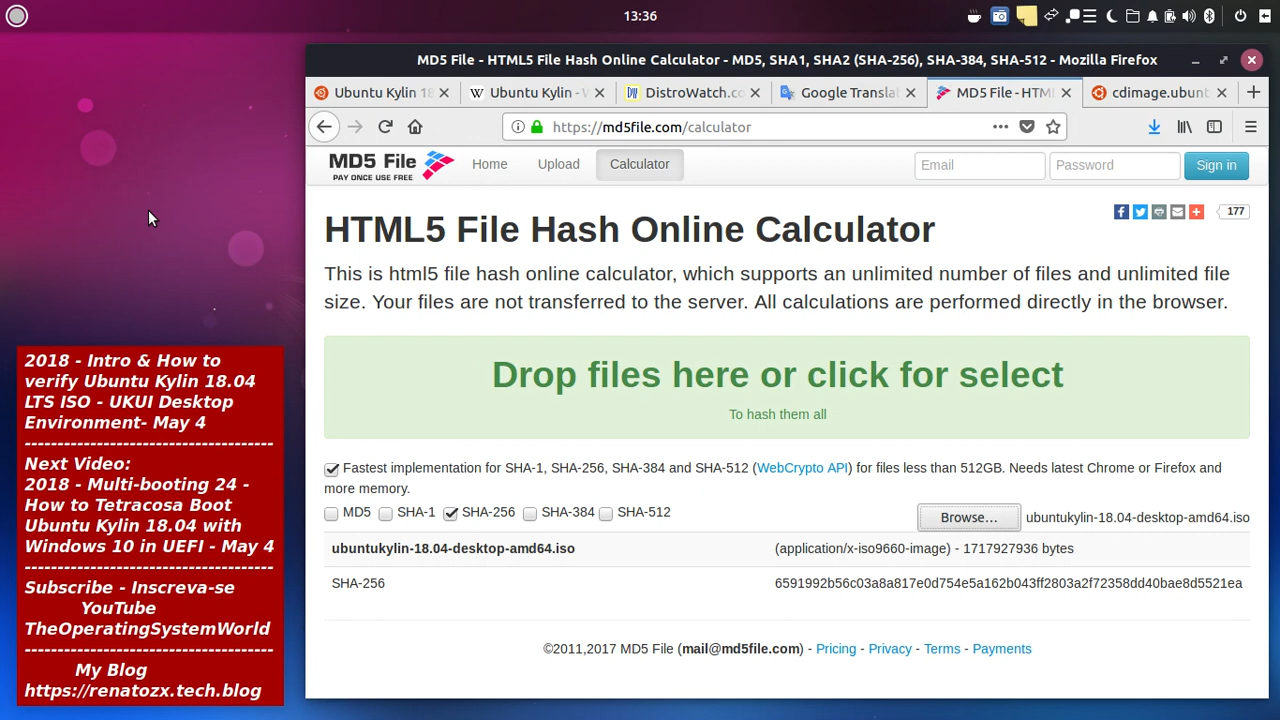 13:36
MD5 File - HTML5 File Hash Online Calculator - MD5, SHA1, SHA2 (SHA-256), SHA-384, SHA-512 - Mozilla Firefox
Ubuntu Kylin 18
Ubuntu Kylin - W
DistroWatch.co
Google Translat
MD5 File - HTML
cdimage.ubunt
https://md5file.com/calculator
MD5 File
PAY ONCE USE FREE
Home Upload Calculator Email Password Sign in
177
HTML5 File Hash Online Calculator
This is html5 file hash online calculator, which supports an unlimited number of files and unlimited file
size. Your files are not transferred to the server. All calculations are performed directly in the browser.
Drop files here or click for select
To hash them all
Fastest implementation for SHA-1, SHA-256, SHA-384 and SHA-512 (WebCrypto API) for files less than 512GB. Needs latest Chrome or Firefox and
more memory.
MD5 SHA-1 SHA-256 SHA-384 SHA-512 Browse... ubuntukylin-18.04-desktop-amd64.iso
ubuntukylin-18.04-desktop-amd64.iso (application/x-iso9660-image) - 1717927936 bytes
SHA-256 6591992b56c03a8a817e0d754e5a162b043ff2803a2f72358dd40bae8d5521ea
©2011,2017 MD5 File (mail@md5file.com) - Pricing - Privacy - Terms - Payments
2018 - Intro & How to
verify Ubuntu Kylin 18.04
LTS ISO - UKUI Desktop
Environment- May 4
--------------------------------------
Next Video:
2018 - Multi-booting 24 -
How to Tetracosa Boot
Ubuntu Kylin 18.04 with
Windows 10 in UEFI - May 4
--------------------------------------
Subscribe - Inscreva-se
YouTube
TheOperatingSystemWorld
--------------------------------------
My Blog
https://renatozx.tech.blog